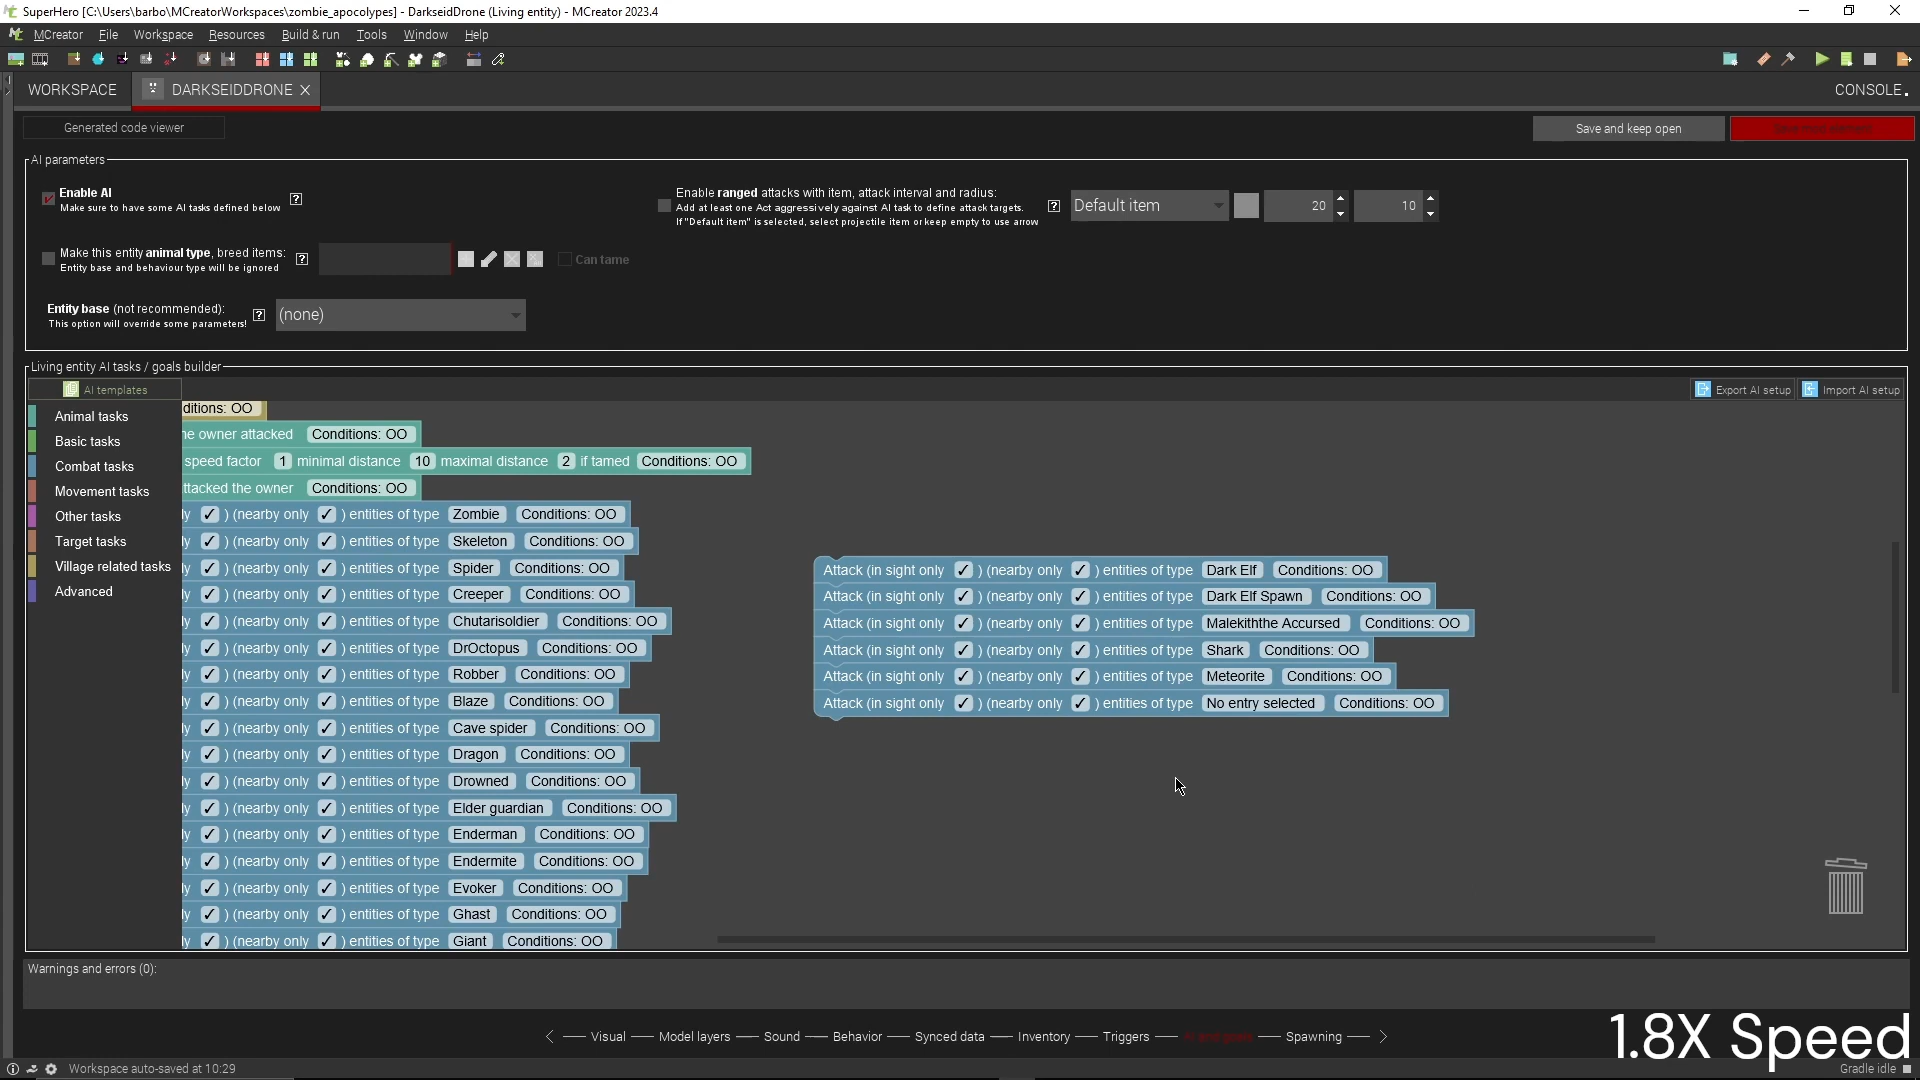 SuperHero [C:\Users\barbo\MCreatorWorkspaces\zombie_apocolypes] - DarkseidDrone (Living entity) - MCreator 2023.4
MCreator File Workspace Resources Build & run Tools Window Help
WORKSPACE DARKSEIDDRONE CONSOLE
Generated code viewer Save and keep open Save mod element
AI parameters
Enable AI
Make sure to have some AI tasks defined below
Enable ranged attacks with item, attack interval and radius:
Add at least one Act aggressively against AI task to define attack targets.
If "Default item" is selected, select projectile item or keep empty to use arrow
Default item 20 10
Make this entity animal type, breed items:
Entity base and behaviour type will be ignored
Can tame
Entity base (not recommended):
This option will override some parameters!
(none)
Living entity AI tasks / goals builder
AI templates Export AI setup Import AI setup
Animal tasks
Basic tasks
Combat tasks
Movement tasks
Other tasks
Target tasks
Village related tasks
Advanced
ditions: OO
he owner attacked Conditions: OO
speed factor 1 minimal distance 10 maximal distance 2 if tamed Conditions: OO
ttacked the owner Conditions: OO
ly ✓ ) (nearby only ✓ ) entities of type Zombie Conditions: OO
ly ✓ ) (nearby only ✓ ) entities of type Skeleton Conditions: OO
ly ✓ ) (nearby only ✓ ) entities of type Spider Conditions: OO
ly ✓ ) (nearby only ✓ ) entities of type Creeper Conditions: OO
ly ✓ ) (nearby only ✓ ) entities of type Chutarisoldier Conditions: OO
ly ✓ ) (nearby only ✓ ) entities of type DrOctopus Conditions: OO
ly ✓ ) (nearby only ✓ ) entities of type Robber Conditions: OO
ly ✓ ) (nearby only ✓ ) entities of type Blaze Conditions: OO
ly ✓ ) (nearby only ✓ ) entities of type Cave spider Conditions: OO
ly ✓ ) (nearby only ✓ ) entities of type Dragon Conditions: OO
ly ✓ ) (nearby only ✓ ) entities of type Drowned Conditions: OO
ly ✓ ) (nearby only ✓ ) entities of type Elder guardian Conditions: OO
ly ✓ ) (nearby only ✓ ) entities of type Enderman Conditions: OO
ly ✓ ) (nearby only ✓ ) entities of type Endermite Conditions: OO
ly ✓ ) (nearby only ✓ ) entities of type Evoker Conditions: OO
ly ✓ ) (nearby only ✓ ) entities of type Ghast Conditions: OO
ly ✓ ) (nearby only ✓ ) entities of type Giant Conditions: OO
Attack (in sight only ✓ ) (nearby only ✓ ) entities of type Dark Elf Conditions: OO
Attack (in sight only ✓ ) (nearby only ✓ ) entities of type Dark Elf Spawn Conditions: OO
Attack (in sight only ✓ ) (nearby only ✓ ) entities of type Malekiththe Accursed Conditions: OO
Attack (in sight only ✓ ) (nearby only ✓ ) entities of type Shark Conditions: OO
Attack (in sight only ✓ ) (nearby only ✓ ) entities of type Meteorite Conditions: OO
Attack (in sight only ✓ ) (nearby only ✓ ) entities of type No entry selected Conditions: OO
Warnings and errors (0):
Visual Model layers Sound Behavior Synced data Inventory Triggers AI and goals Spawning
1.8X Speed
Workspace auto-saved at 10:29 Gradle idle